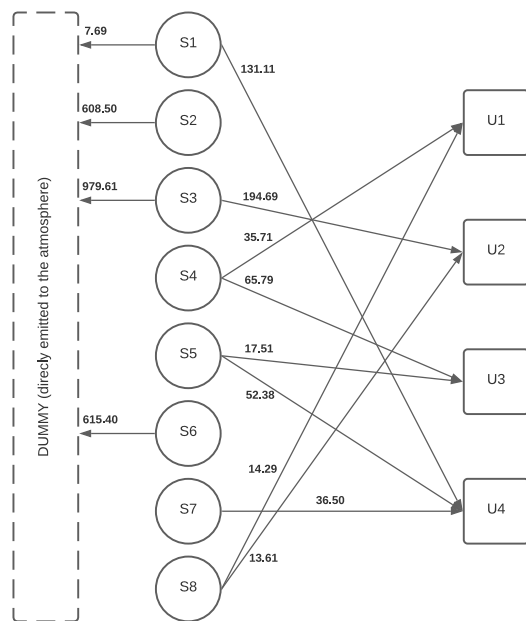 7.69
S1
131.11
608.50
S2
U1
979.61
S3
194.69
35.71
U2
S4
65.79
S5
17.51
U3
52.38
615.40
S6
14.29
36.50
S7
U4
13.61
S8
DUMMY (direcly emitted to the atmosphere)